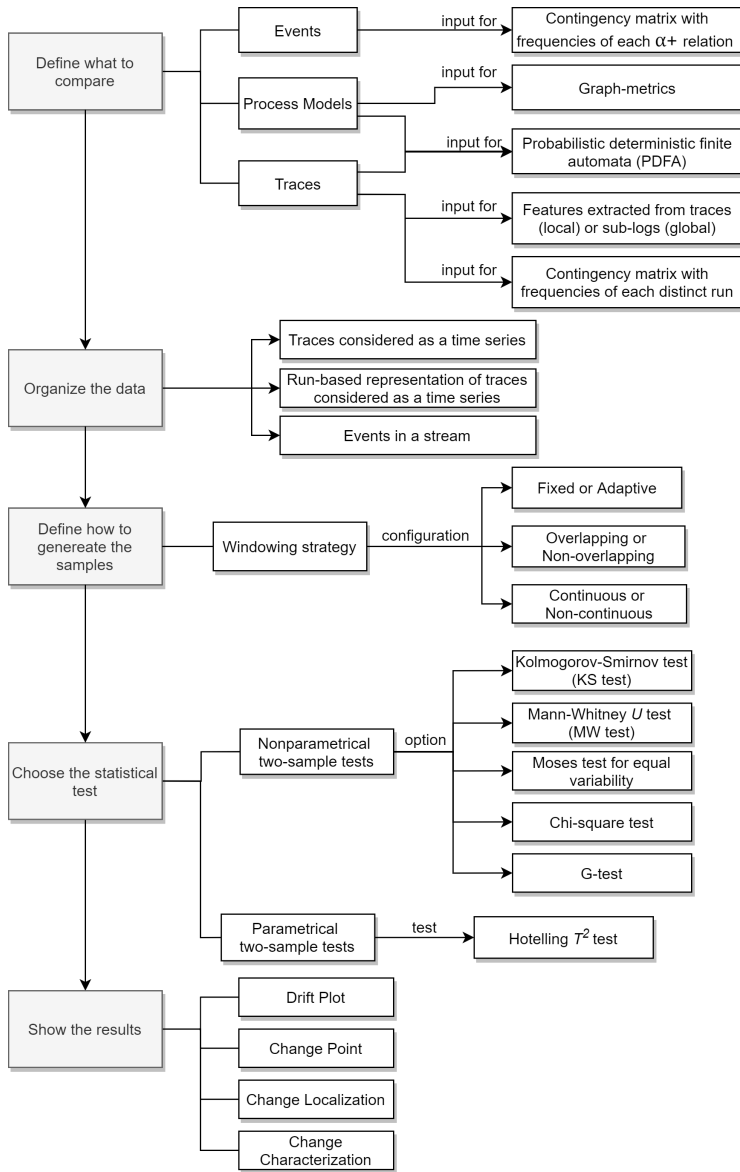 Define what to
compare
Events
input for
Contingency matrix with
frequencies of each α+ relation
Process Models
input for
Graph-metrics
input for
Probabilistic deterministic finite
automata (PDFA)
Traces
input for
Features extracted from traces
(local) or sub-logs (global)
input for
Contingency matrix with
frequencies of each distinct run
Organize the data
Traces considered as a time series
Run-based representation of traces
considered as a time series
Events in a stream
Define how to
genereate the
samples
Windowing strategy
configuration
Fixed or Adaptive
Overlapping or
Non-overlapping
Continuous or
Non-continuous
Choose the statistical
test
Nonparametrical
two-sample tests
option
Kolmogorov-Smirnov test
(KS test)
Mann-Whitney U test
(MW test)
Moses test for equal
variability
Chi-square test
G-test
Parametrical
two-sample tests
test
Hotelling T² test
Show the results
Drift Plot
Change Point
Change Localization
Change
Characterization